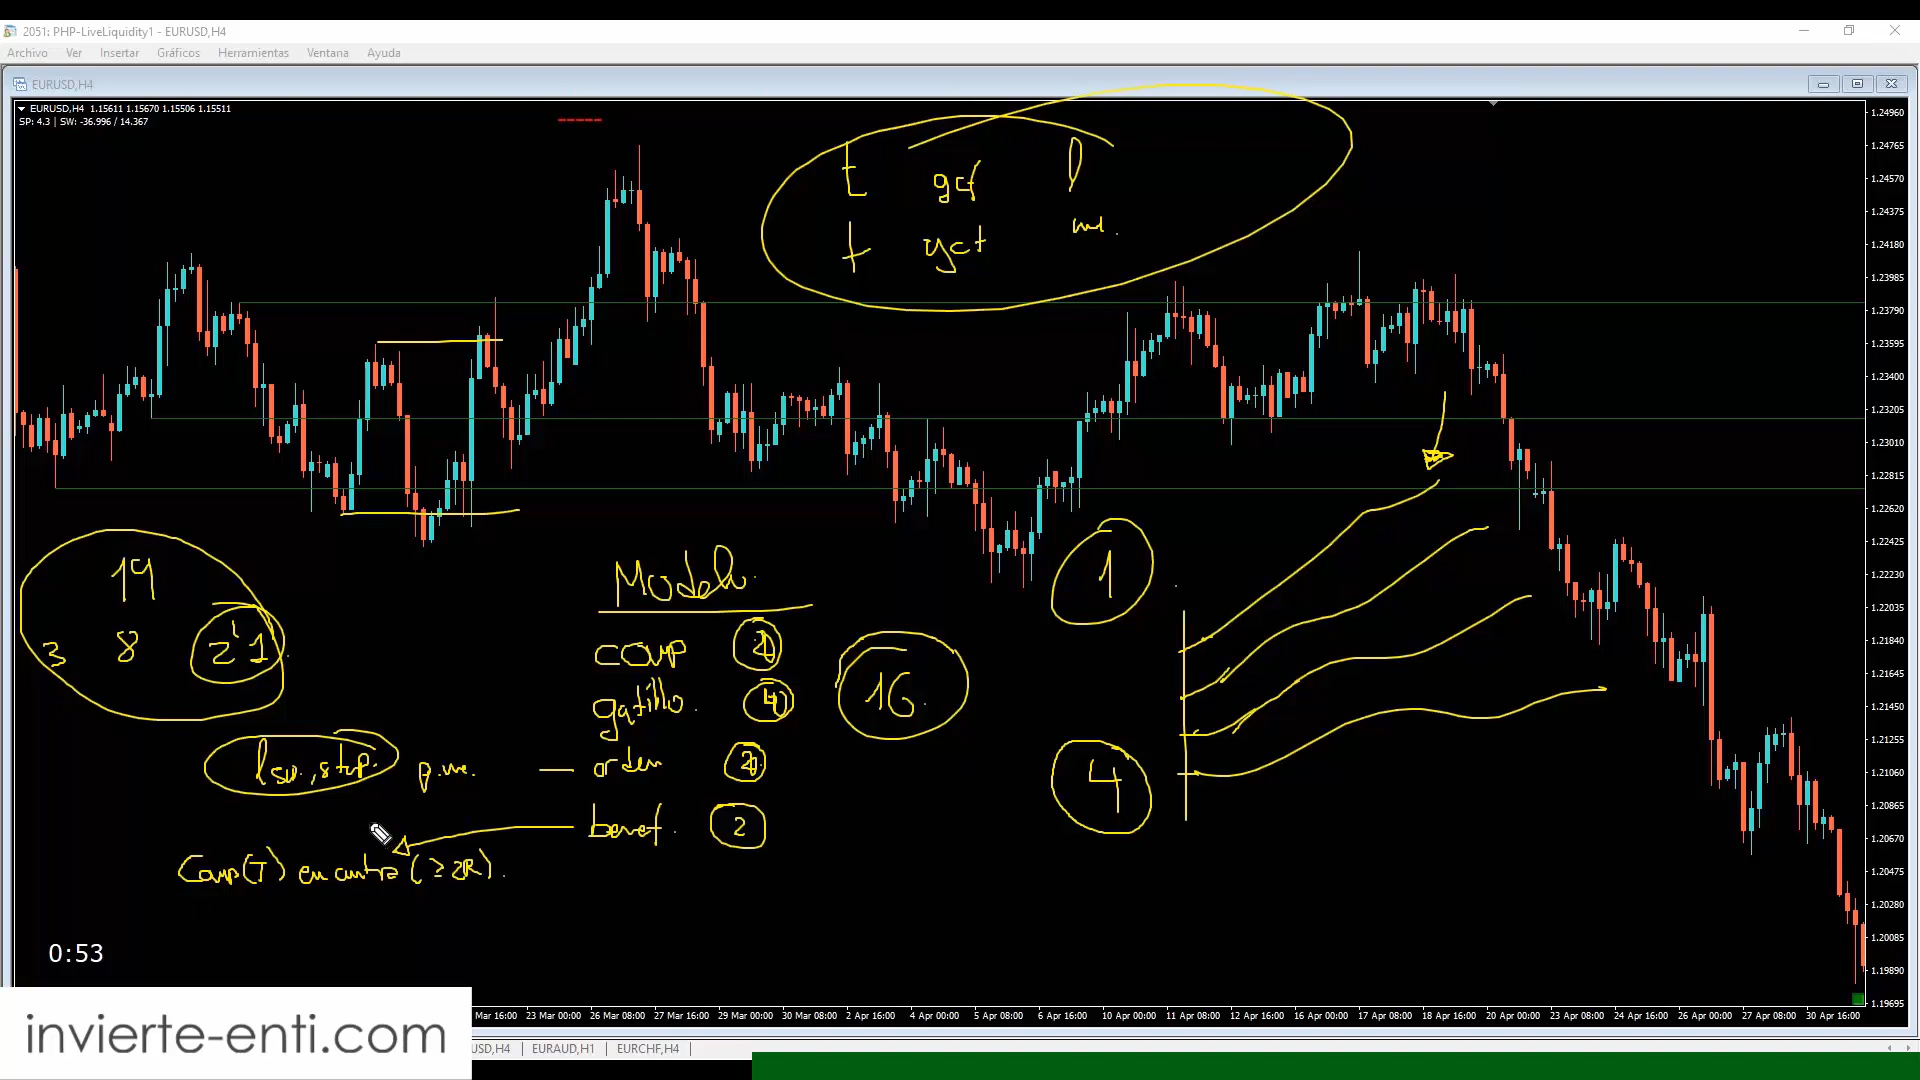 2051: PHP-LiveLiquidity1 - EURUSD,H4
Archivo Ver Insertar Gráficos Herramientas Ventana Ayuda
EURUSD,H4
EURUSD,H4 1.15611 1.15670 1.15506 1.15511
SP: 4.3 | SW: -36.996 / 14.367
1.24960
1.24765
1.24570
1.24375
1.24180
1.23985
1.23790
1.23595
1.23400
1.23205
1.23010
1.22815
1.22620
1.22425
1.22230
1.22035
1.21840
1.21645
1.21450
1.21255
1.21060
1.20865
1.20670
1.20475
1.20280
1.20085
1.19890
1.19695
19
3 8 21
Modelo
1
comp
gatillo
16
orden
4
benef. 2
Comp(T) en contra (≥2R).
0:53
Mar 16:00 23 Mar 00:00 26 Mar 08:00 27 Mar 16:00 29 Mar 00:00 30 Mar 08:00 2 Apr 16:00 4 Apr 00:00 5 Apr 08:00 6 Apr 16:00 10 Apr 00:00 11 Apr 08:00 12 Apr 16:00 16 Apr 00:00 17 Apr 08:00 18 Apr 16:00 20 Apr 00:00 23 Apr 08:00 24 Apr 16:00 26 Apr 00:00 27 Apr 08:00 30 Apr 16:00
invierte-enti.com
USD,H4 | EURAUD,H1 | EURCHF,H4 |